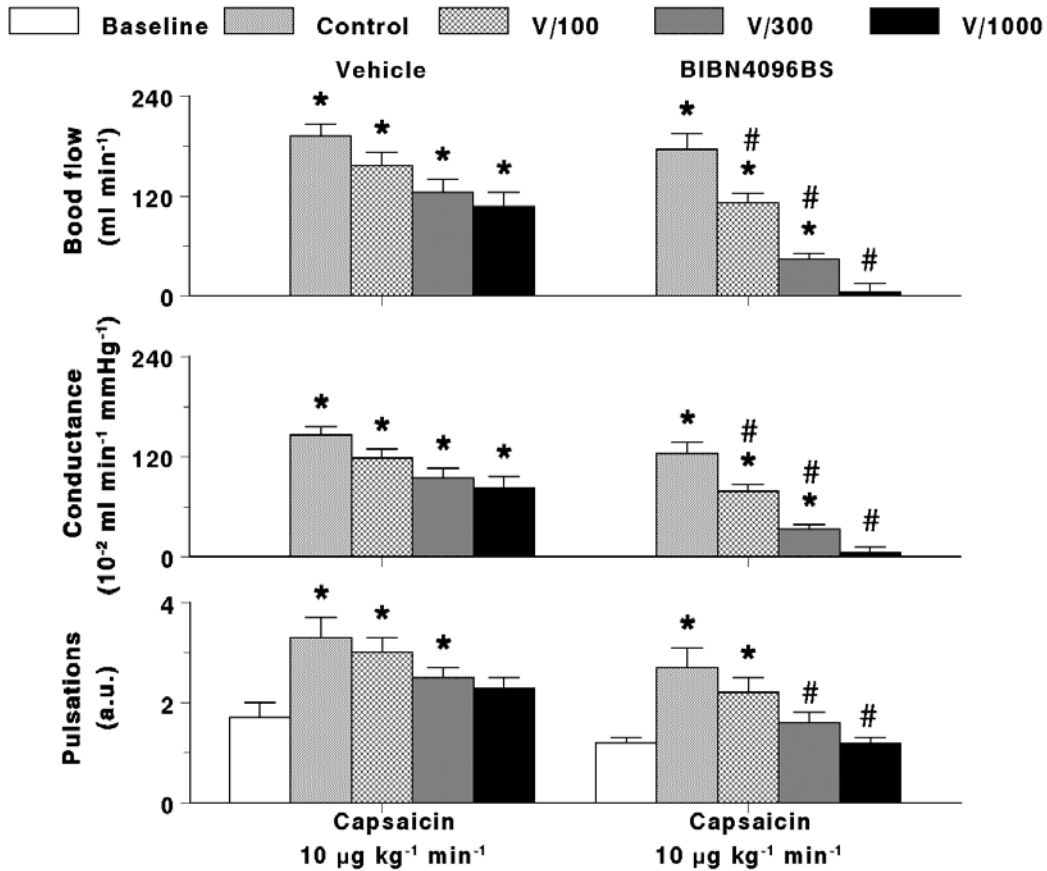 Baseline Control V/100 V/300 V/1000
Vehicle BIBN4096BS
Bood flow
(ml min⁻¹)
240
120
0
* * * *
* # * # * #
Conductance
(10⁻² ml min⁻¹ mmHg⁻¹)
240
120
0
* * * *
* # * # * #
Pulsations
(a.u.)
4
2
0
* * *
* * # #
Capsaicin Capsaicin
10 µg kg⁻¹ min⁻¹ 10 µg kg⁻¹ min⁻¹